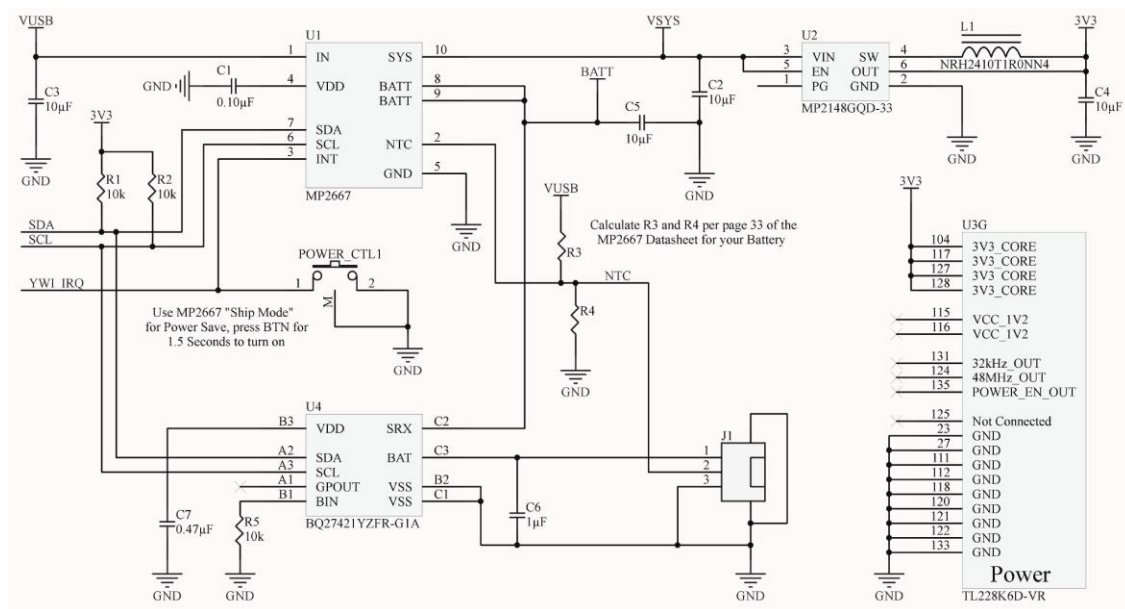 VUSB
U1
1 IN SYS 10
4 VDD BATT 8
BATT 9
7 SDA
6 SCL NTC 2
3 INT
GND 5
MP2667
GND
C1
0.10µF
C3
10µF
GND
3V3
R1
10k
R2
10k
SDA
SCL
YWI_IRQ
POWER_CTL1
1 2
M
GND
Use MP2667 "Ship Mode"
for Power Save, press BTN for
1.5 Seconds to turn on
GND
VSYS
BATT
C5
10µF
C2
10µF
GND
U2
3 VIN SW 4
5 EN OUT 6
1 PG GND 2
MP2148GQD-33
L1
NRH2410T1R0NN4
3V3
C4
10µF
GND
GND
VUSB
R3
Calculate R3 and R4 per page 33 of the
MP2667 Datasheet for your Battery
NTC
R4
GND
U4
B3 VDD SRX C2
A2 SDA BAT C3
A3 SCL
A1 GPOUT VSS B2
B1 BIN VSS C1
BQ27421YZFR-G1A
C7
0.47µF
GND
R5
10k
GND
C6
1µF
J1
1
2
3
GND
3V3
U3G
104 3V3_CORE
117 3V3_CORE
127 3V3_CORE
128 3V3_CORE
115 VCC_1V2
116 VCC_1V2
131 32kHz_OUT
124 48MHz_OUT
135 POWER_EN_OUT
125 Not Connected
23 GND
27 GND
111 GND
112 GND
118 GND
120 GND
121 GND
122 GND
133 GND
Power
TL228K6D-VR
GND